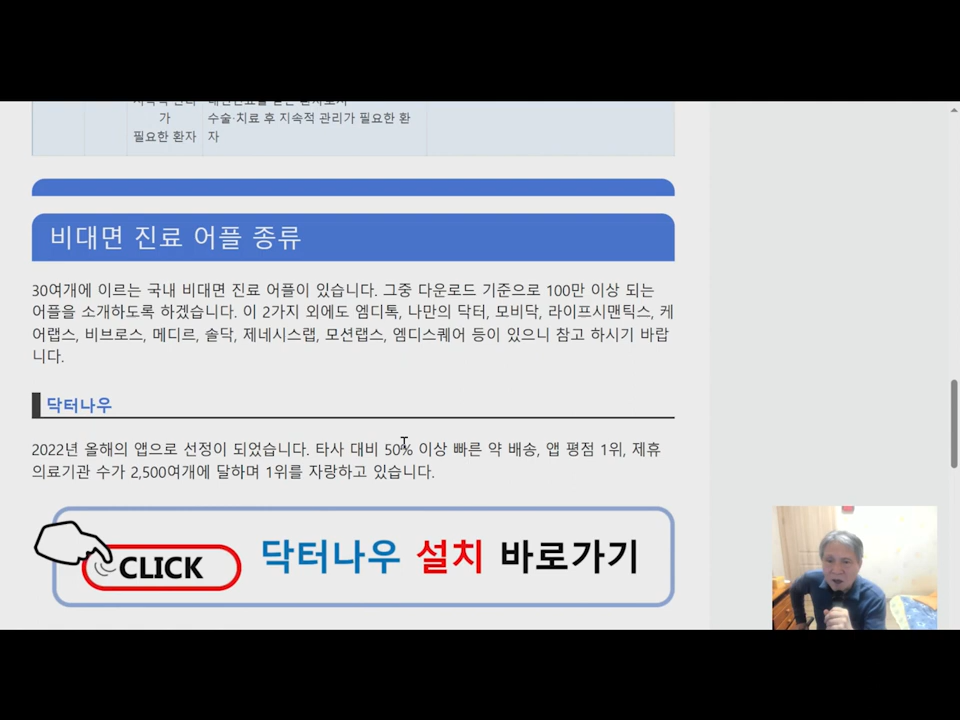 가
수술·치료 후 지속적 관리가 필요한 환
필요한 환자
자
비대면 진료 어플 종류
30여개에 이르는 국내 비대면 진료 어플이 있습니다. 그중 다운로드 기준으로 100만 이상 되는
어플을 소개하도록 하겠습니다. 이 2가지 외에도 엠디톡, 나만의 닥터, 모비닥, 라이프시맨틱스, 케
어랩스, 비브로스, 메디르, 솔닥, 제네시스랩, 모션랩스, 엠디스퀘어 등이 있으니 참고 하시기 바랍
니다.
닥터나우
2022년 올해의 앱으로 선정이 되었습니다. 타사 대비 50% 이상 빠른 약 배송, 앱 평점 1위, 제휴
의료기관 수가 2,500여개에 달하며 1위를 자랑하고 있습니다.
CLICK 닥터나우 설치 바로가기